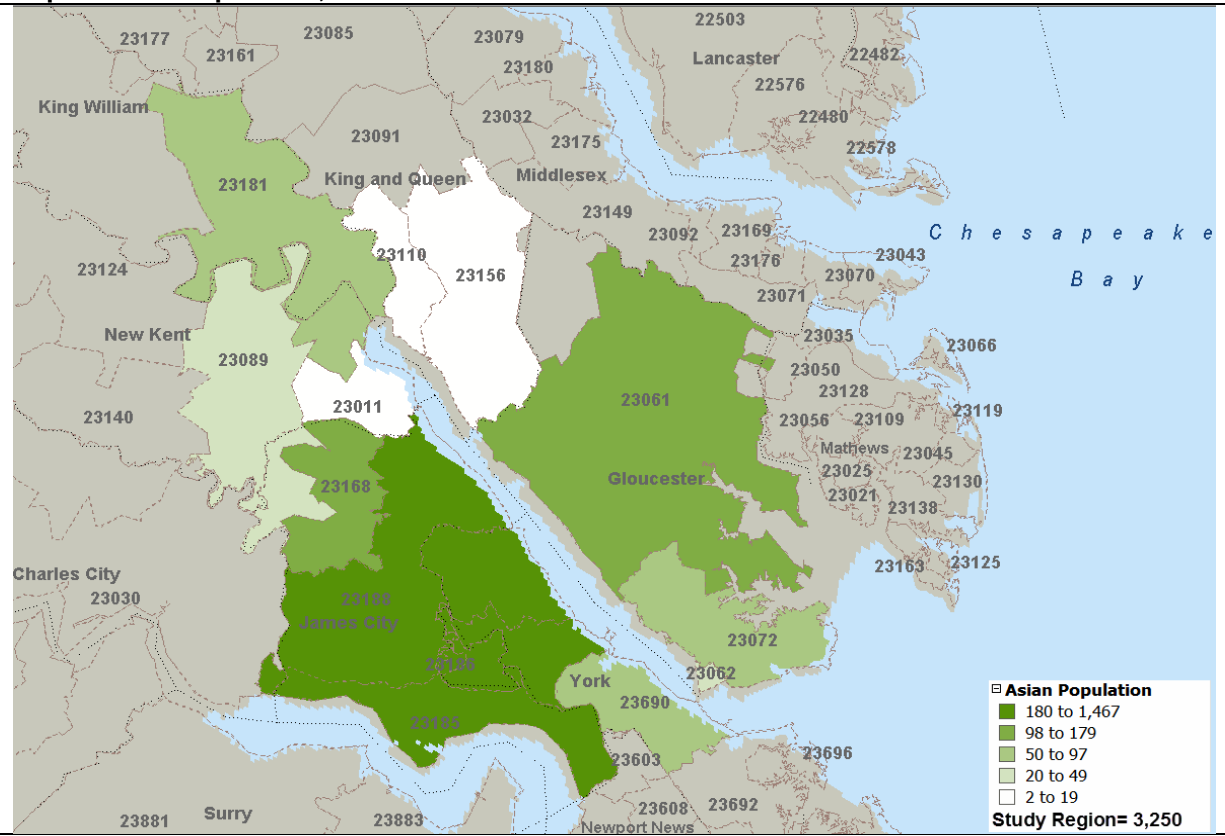 23177
23161
23085
23079
22503
23180
Lancaster
22482
22576
King William
23091
23032
22480
23175
22578
23181
King and Queen
Middlesex
23149
23092
23169
C h e s a p e a k e
23110
23156
23176
23043
23124
23070
B a y
23071
New Kent
23035
23089
23066
23050
23128
23061
23011
23140
23056
23109
23119
Mathews
23045
23025
Gloucester
23168
23021
23130
23138
23163
23125
Charles City
23030
23188
James City
23072
23186
23062
York
23690
23185
23603
23696
23608
23692
Surry
23881
23883
Newport News
Asian Population
180 to 1,467
98 to 179
50 to 97
20 to 49
2 to 19
Study Region= 3,250